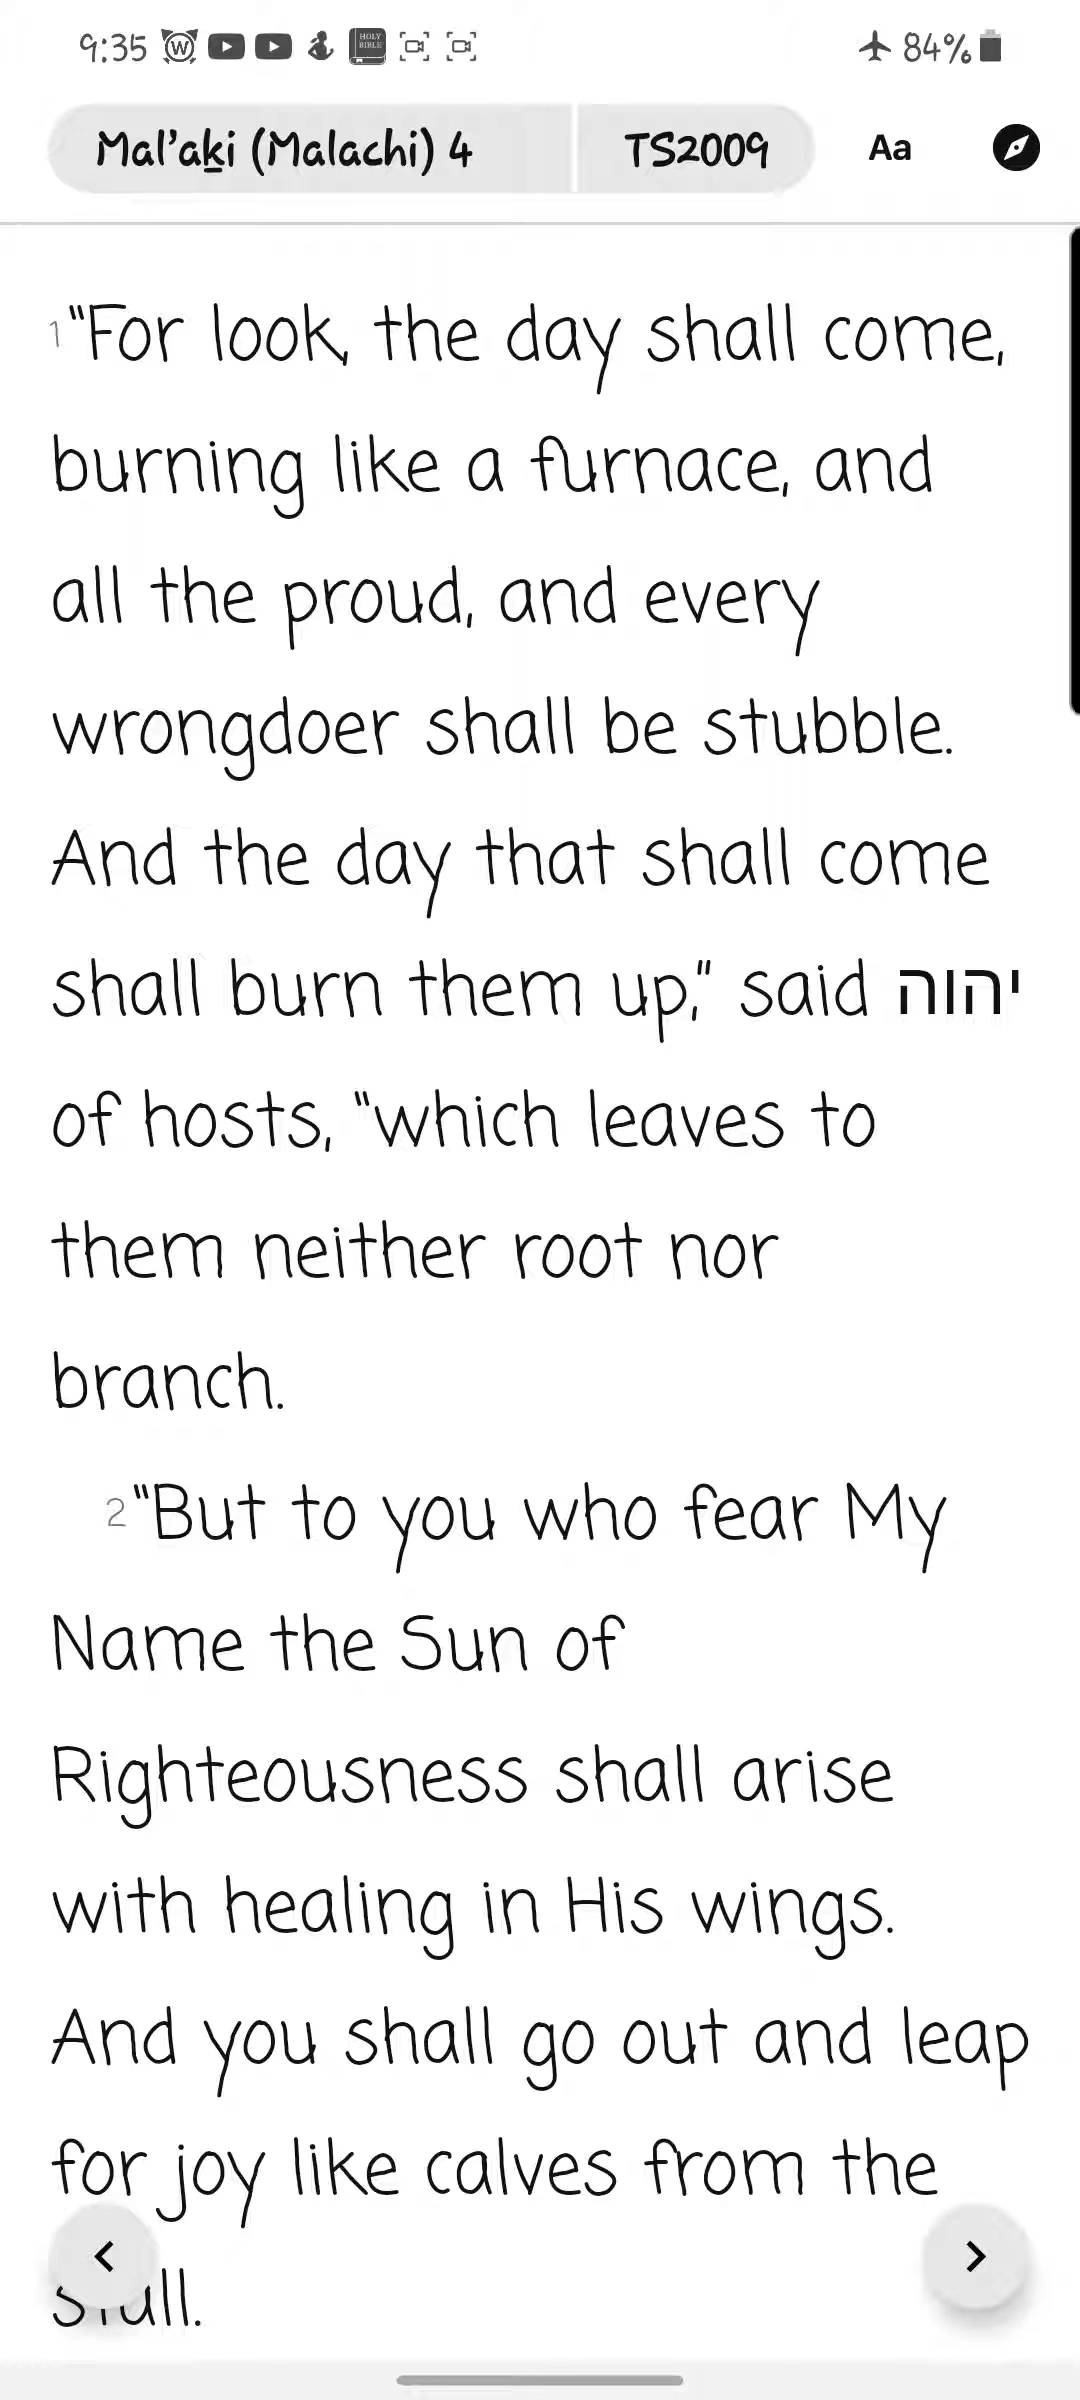 9:35 84%
HOLY BIBLE
Mal'aḵi (Malachi) 4 TS2009 Aa
1 "For look, the day shall come,
burning like a furnace, and
all the proud, and every
wrongdoer shall be stubble.
And the day that shall come
shall burn them up," said יהוה
of hosts, "which leaves to
them neither root nor
branch.
2 "But to you who fear My
Name the Sun of
Righteousness shall arise
with healing in His wings.
And you shall go out and leap
for joy like calves from the
stall.